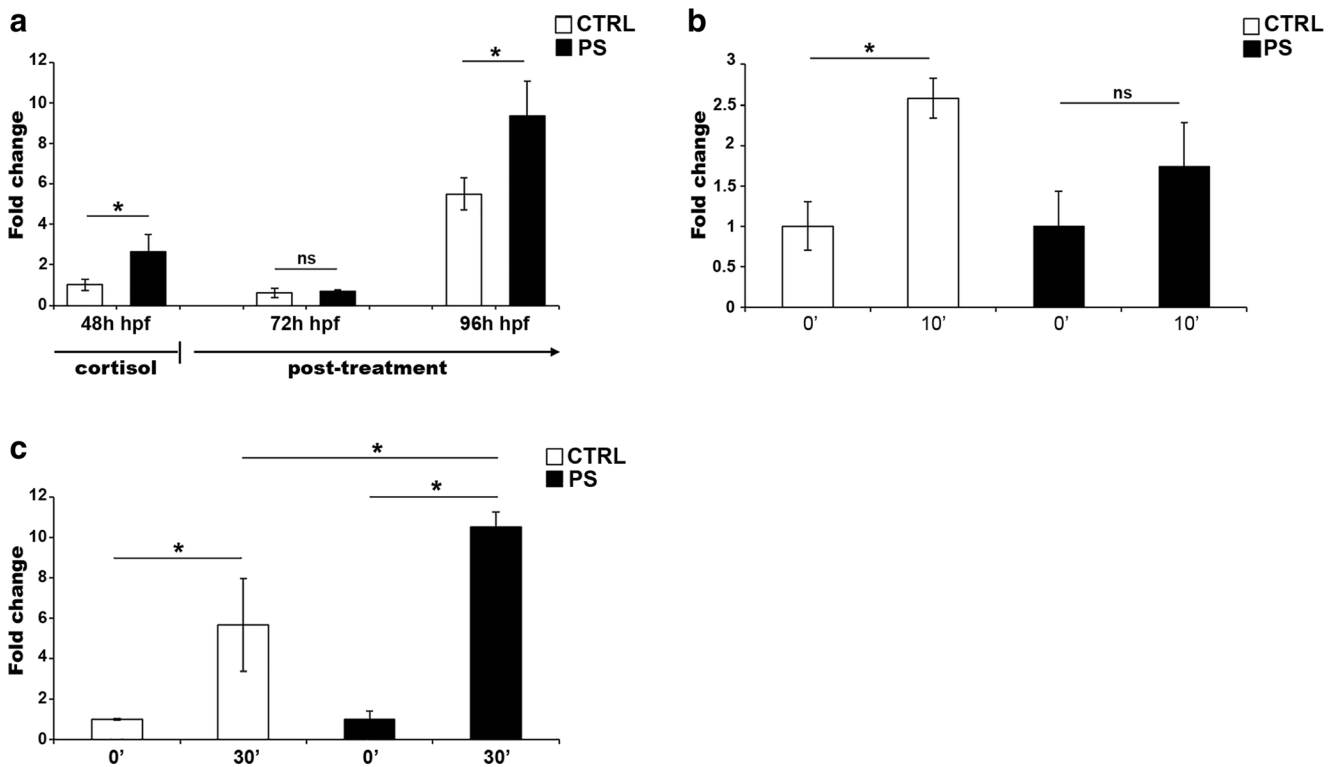 a
CTRL
PS
12
10
8
6
4
2
0
Fold change
*
ns
*
48h hpf 72h hpf 96h hpf
cortisol post-treatment
b
CTRL
PS
3
2.5
2
1.5
1
0.5
0
Fold change
*
ns
0’ 10’ 0’ 10’
c
CTRL
PS
12
10
8
6
4
2
0
Fold change
*
*
*
0’ 30’ 0’ 30’